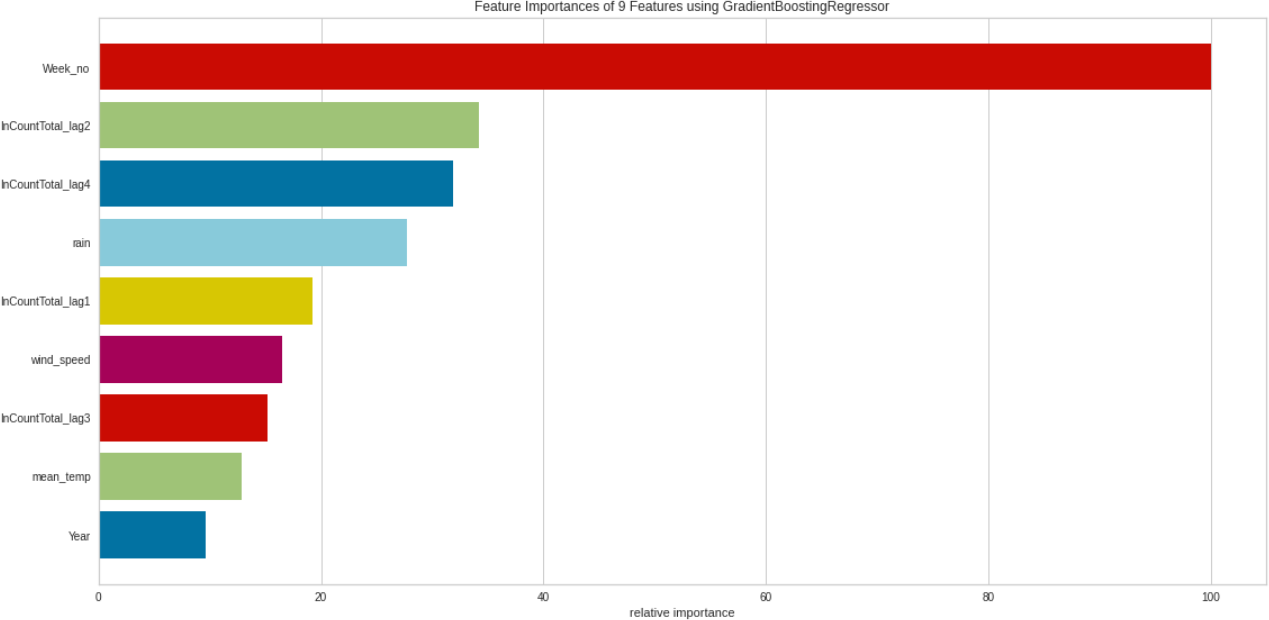 Feature Importances of 9 Features using GradientBoostingRegressor
Week_no
lnCountTotal_lag2
lnCountTotal_lag4
rain
lnCountTotal_lag1
wind_speed
lnCountTotal_lag3
mean_temp
Year
0 20 40 60 80 100
relative importance